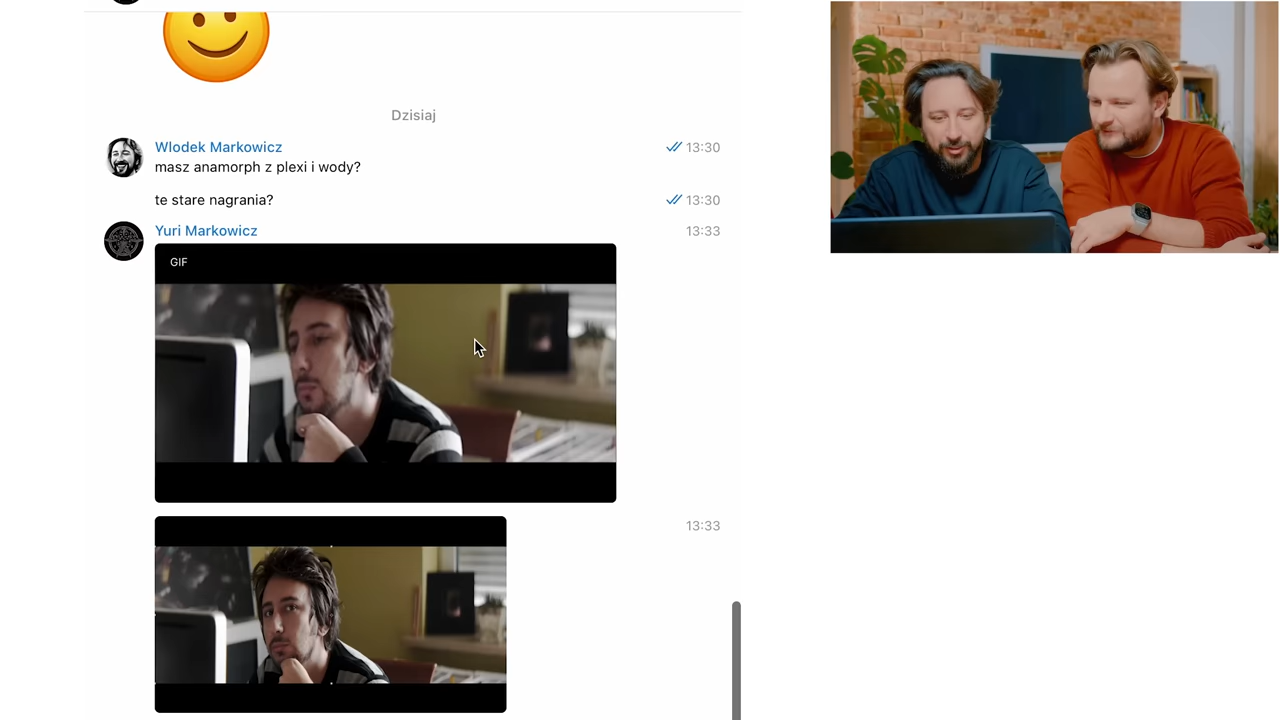 Dzisiaj
Wlodek Markowicz 13:30
masz anamorph z plexi i wody?
te stare nagrania? 13:30
Yuri Markowicz 13:33
GIF
13:33